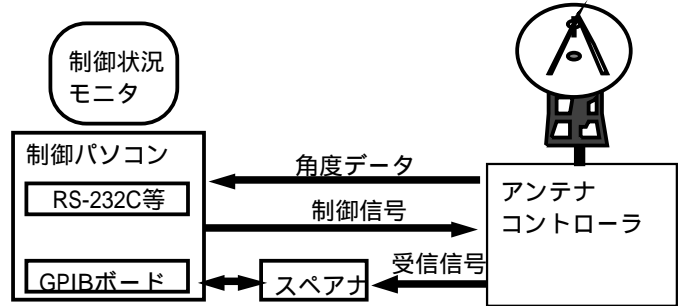 制御状況
モニタ
制御パソコン
RS-232C等
GPIBボード
角度データ
制御信号
受信信号
スペアナ
アンテナ
コントローラ